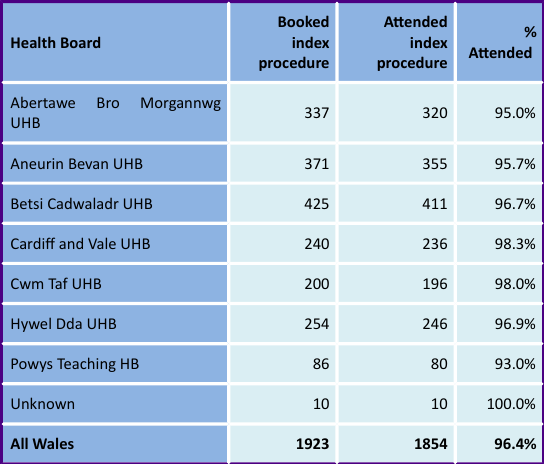 Health Board Booked index procedure Attended index procedure % Attended
Abertawe Bro Morgannwg UHB 337 320 95.0%
Aneurin Bevan UHB 371 355 95.7%
Betsi Cadwaladr UHB 425 411 96.7%
Cardiff and Vale UHB 240 236 98.3%
Cwm Taf UHB 200 196 98.0%
Hywel Dda UHB 254 246 96.9%
Powys Teaching HB 86 80 93.0%
Unknown 10 10 100.0%
All Wales 1923 1854 96.4%